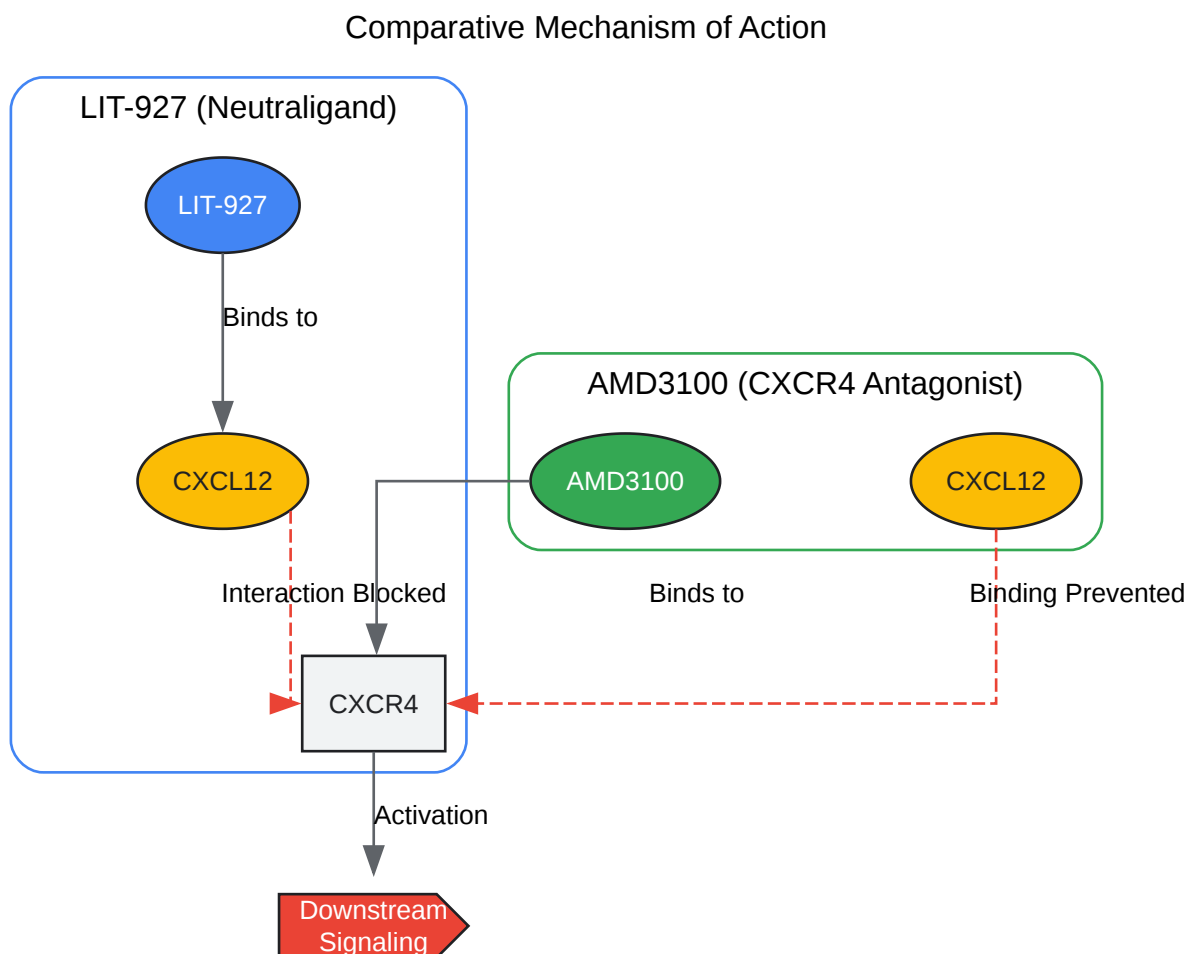 Comparative Mechanism of Action
LIT-927 (Neutraligand)
LIT-927
Binds to
AMD3100 (CXCR4 Antagonist)
CXCL12
AMD3100
CXCL12
Interaction Blocked
Binds to
Binding Prevented
CXCR4
Activation
Downstream
Signaling